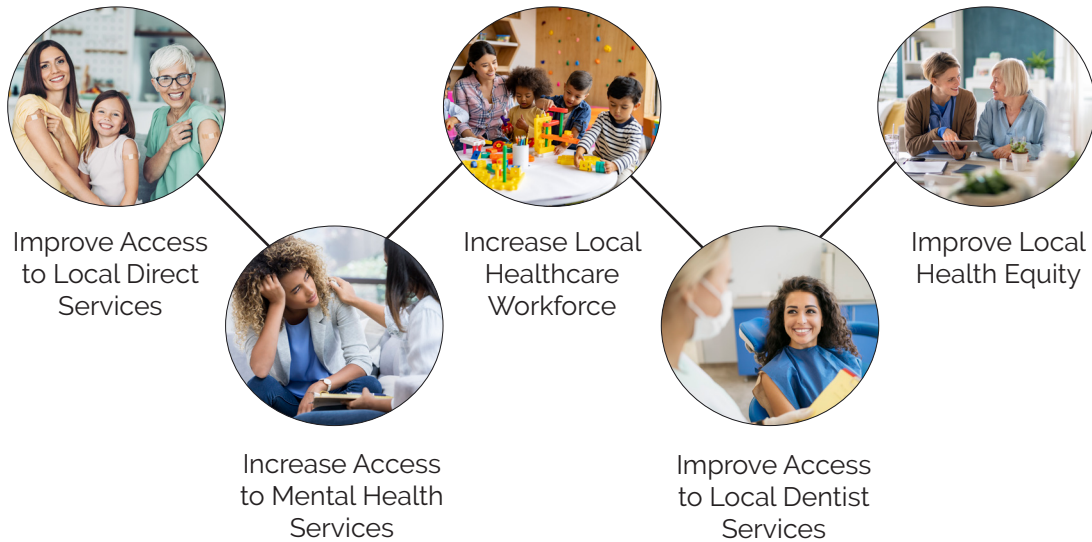 Improve Access
to Local Direct
Services
Increase Access
to Mental Health
Services
Increase Local
Healthcare
Workforce
Improve Access
to Local Dentist
Services
Improve Local
Health Equity